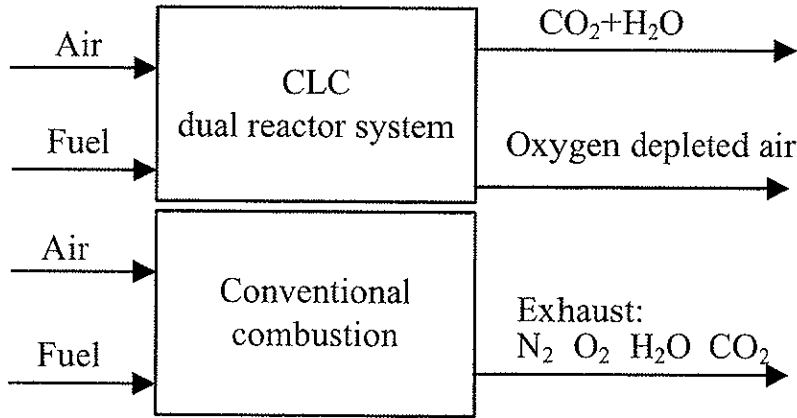 Air
Fuel
CLC
dual reactor system
CO₂+H₂O
Oxygen depleted air
Air
Fuel
Conventional
combustion
Exhaust:
N₂ O₂ H₂O CO₂